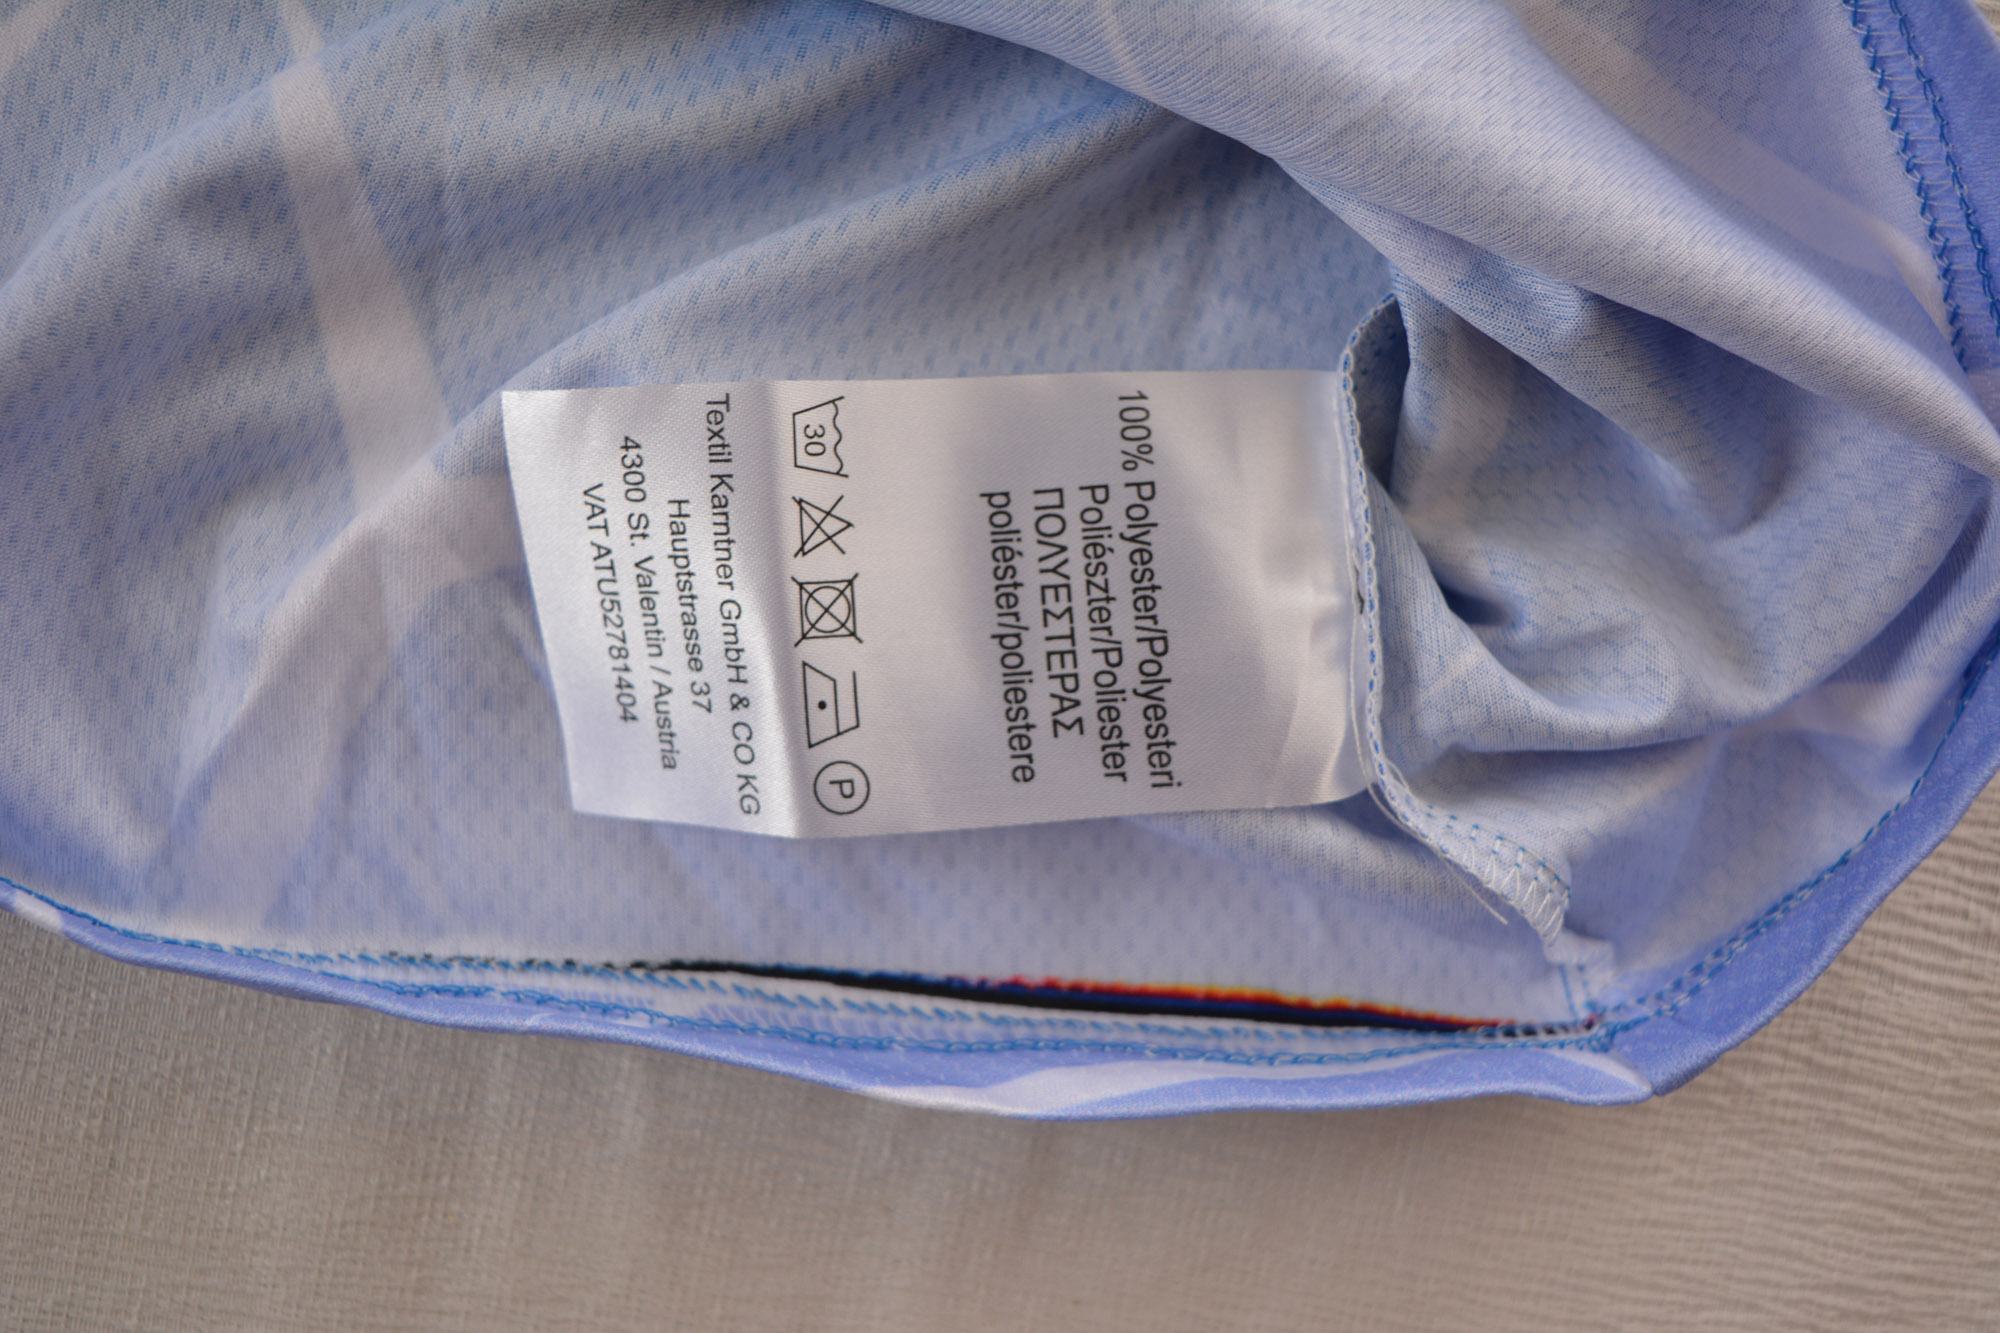 100% Polyester/Polyesteri
Poliészter/Poliester
ΠΟΛΥΕΣΤΕΡΑΣ
poliéster/poliestere
30
P
Textil Karntner GmbH & CO KG
Hauptstrasse 37
4300 St. Valentin / Austria
VAT ATU52781404